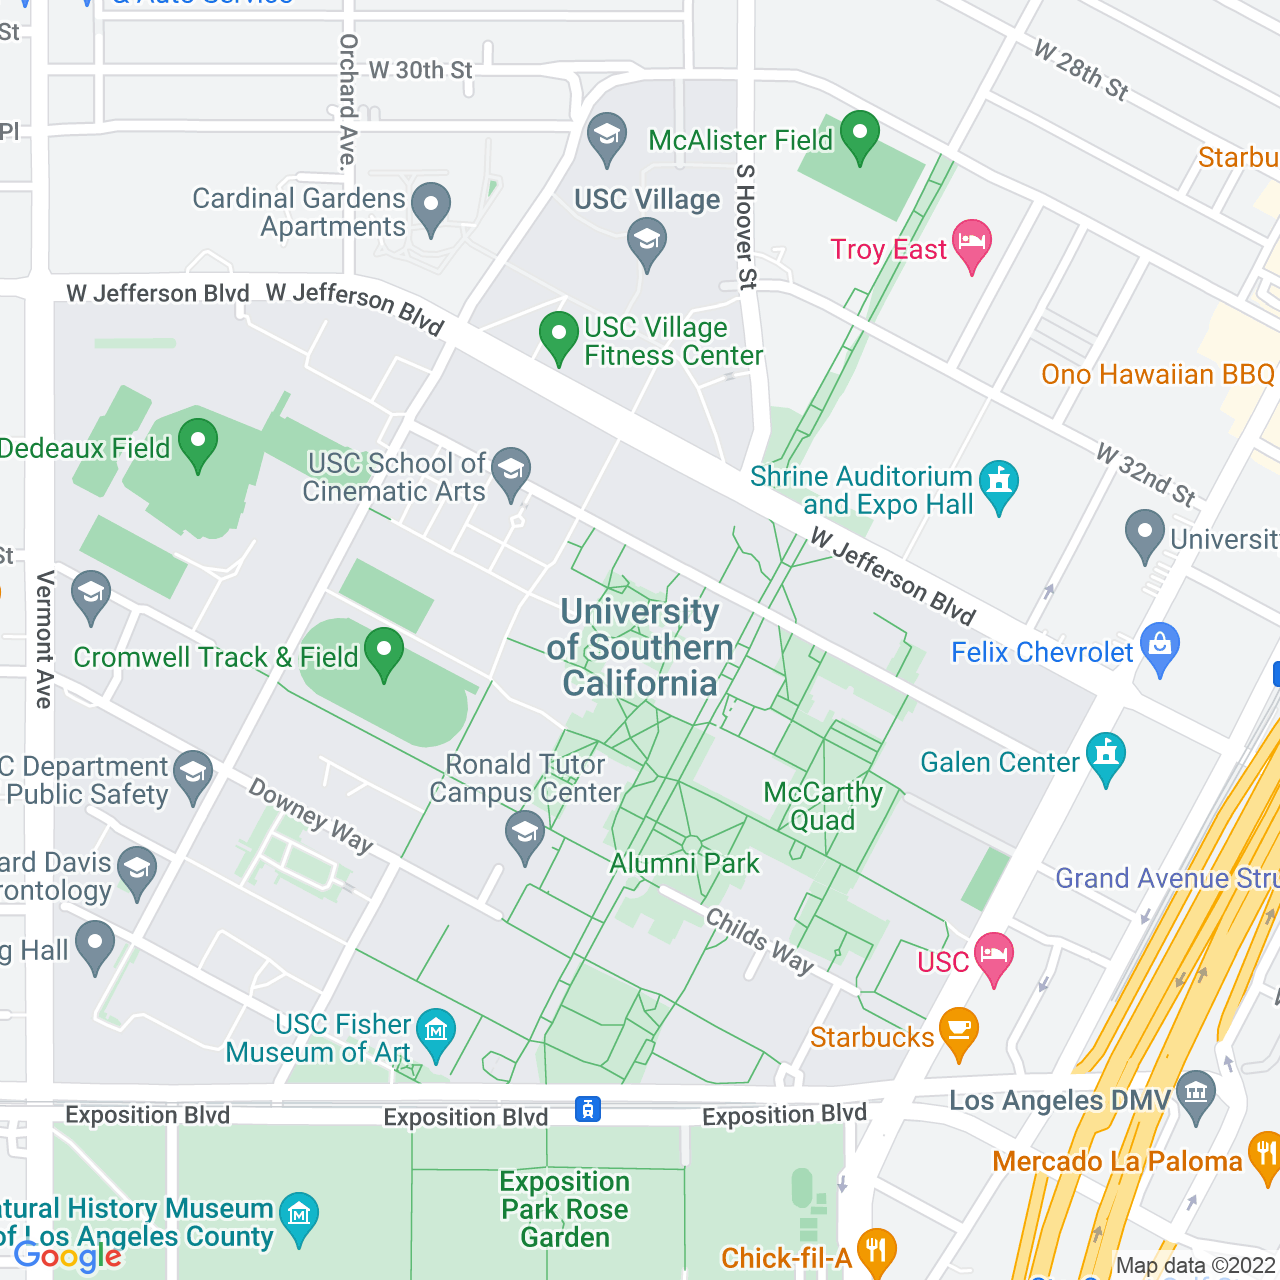 & Auto Service
St
Orchard Ave.
W 30th St
W 28th St
Pl
McAlister Field
Starbu
Cardinal Gardens
Apartments
USC Village
S Hoover St
Troy East
W Jefferson Blvd
W Jefferson Blvd
USC Village
Fitness Center
Ono Hawaiian BBQ
Dedeaux Field
USC School of
Cinematic Arts
Shrine Auditorium
and Expo Hall
W 32nd St
University
St
W Jefferson Blvd
Vermont Ave
University
of Southern
California
Cromwell Track & Field
Felix Chevrolet
C Department
Public Safety
Ronald Tutor
Campus Center
McCarthy
Quad
Galen Center
Downey Way
ard Davis
rontology
Alumni Park
Grand Avenue Stru
g Hall
Childs Way
USC
USC Fisher
Museum of Art
Starbucks
Exposition Blvd
Exposition Blvd
Exposition Blvd
Los Angeles DMV
Mercado La Paloma
Exposition
Park Rose
Garden
atural History Museum
of Los Angeles County
Google
Chick-fil-A
Map data ©2022